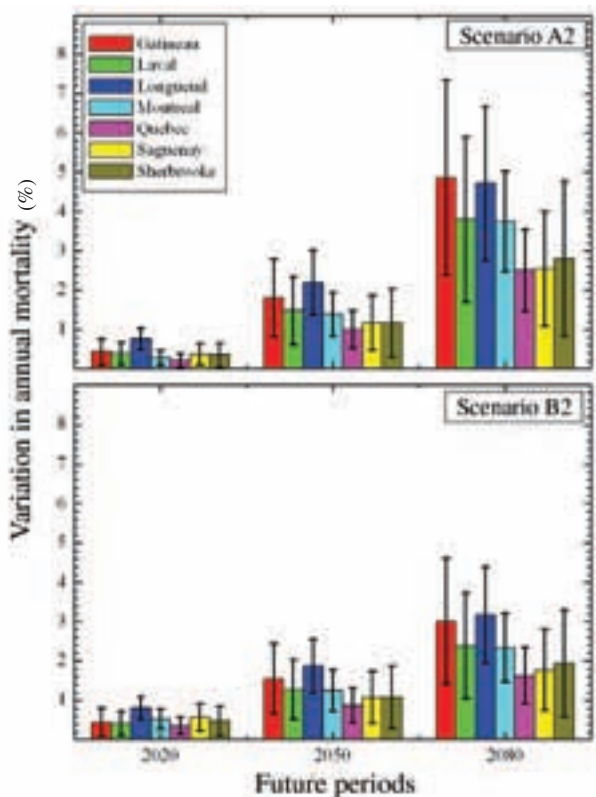 Scenario A2
Gatineau
Laval
Longueuil
Montreal
Quebec
Saguenay
Sherbrooke
8
7
6
5
4
3
2
1
Variation in annual mortality (%)
Scenario B2
8
7
6
5
4
3
2
1
2020
2050
2080
Future periods